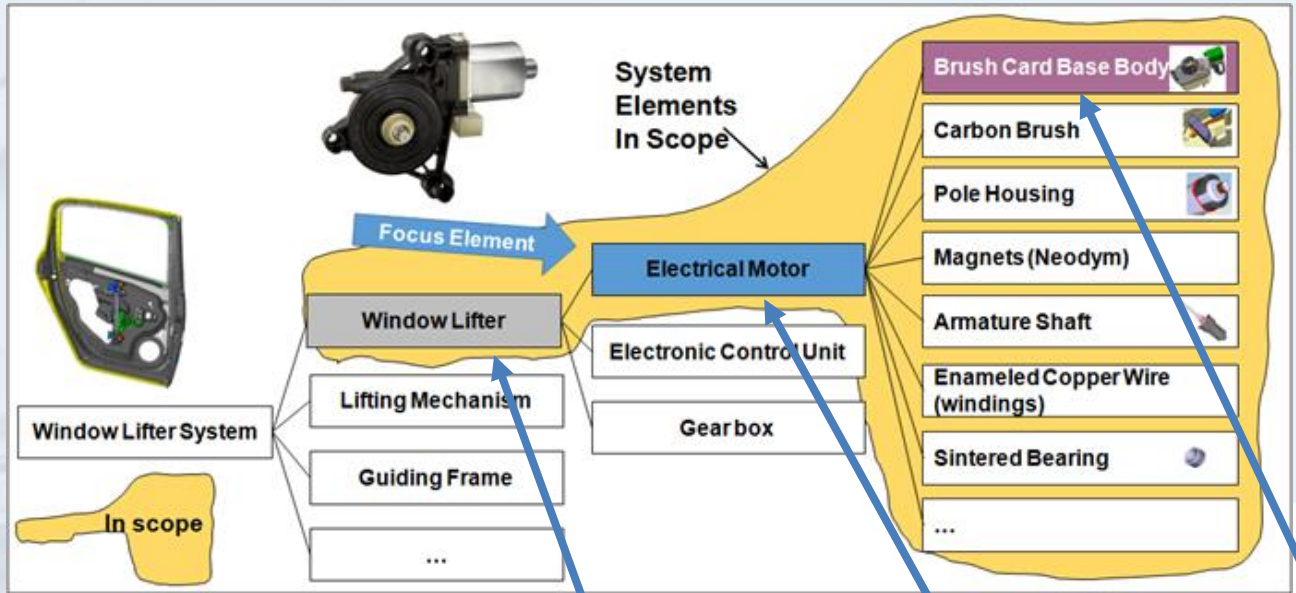 System
Elements
In Scope
Focus Element
Window Lifter System
In scope
Window Lifter
Lifting Mechanism
Guiding Frame
...
Electrical Motor
Electronic Control Unit
Gear box
Brush Card Base Body
Carbon Brush
Pole Housing
Magnets (Neodym)
Armature Shaft
Enameled Copper Wire
(windings)
Sintered Bearing
...